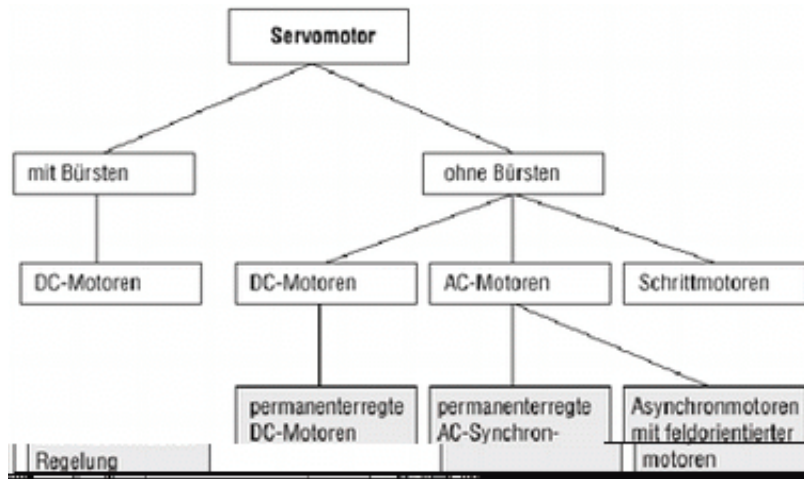 Servomotor
mit Bürsten
ohne Bürsten
DC-Motoren
DC-Motoren
AC-Motoren
Schrittmotoren
permanenterregte
DC-Motoren
permanenterregte
AC-Synchron-
Asynchronmotoren
mit feldorientierter
Regelung
motoren